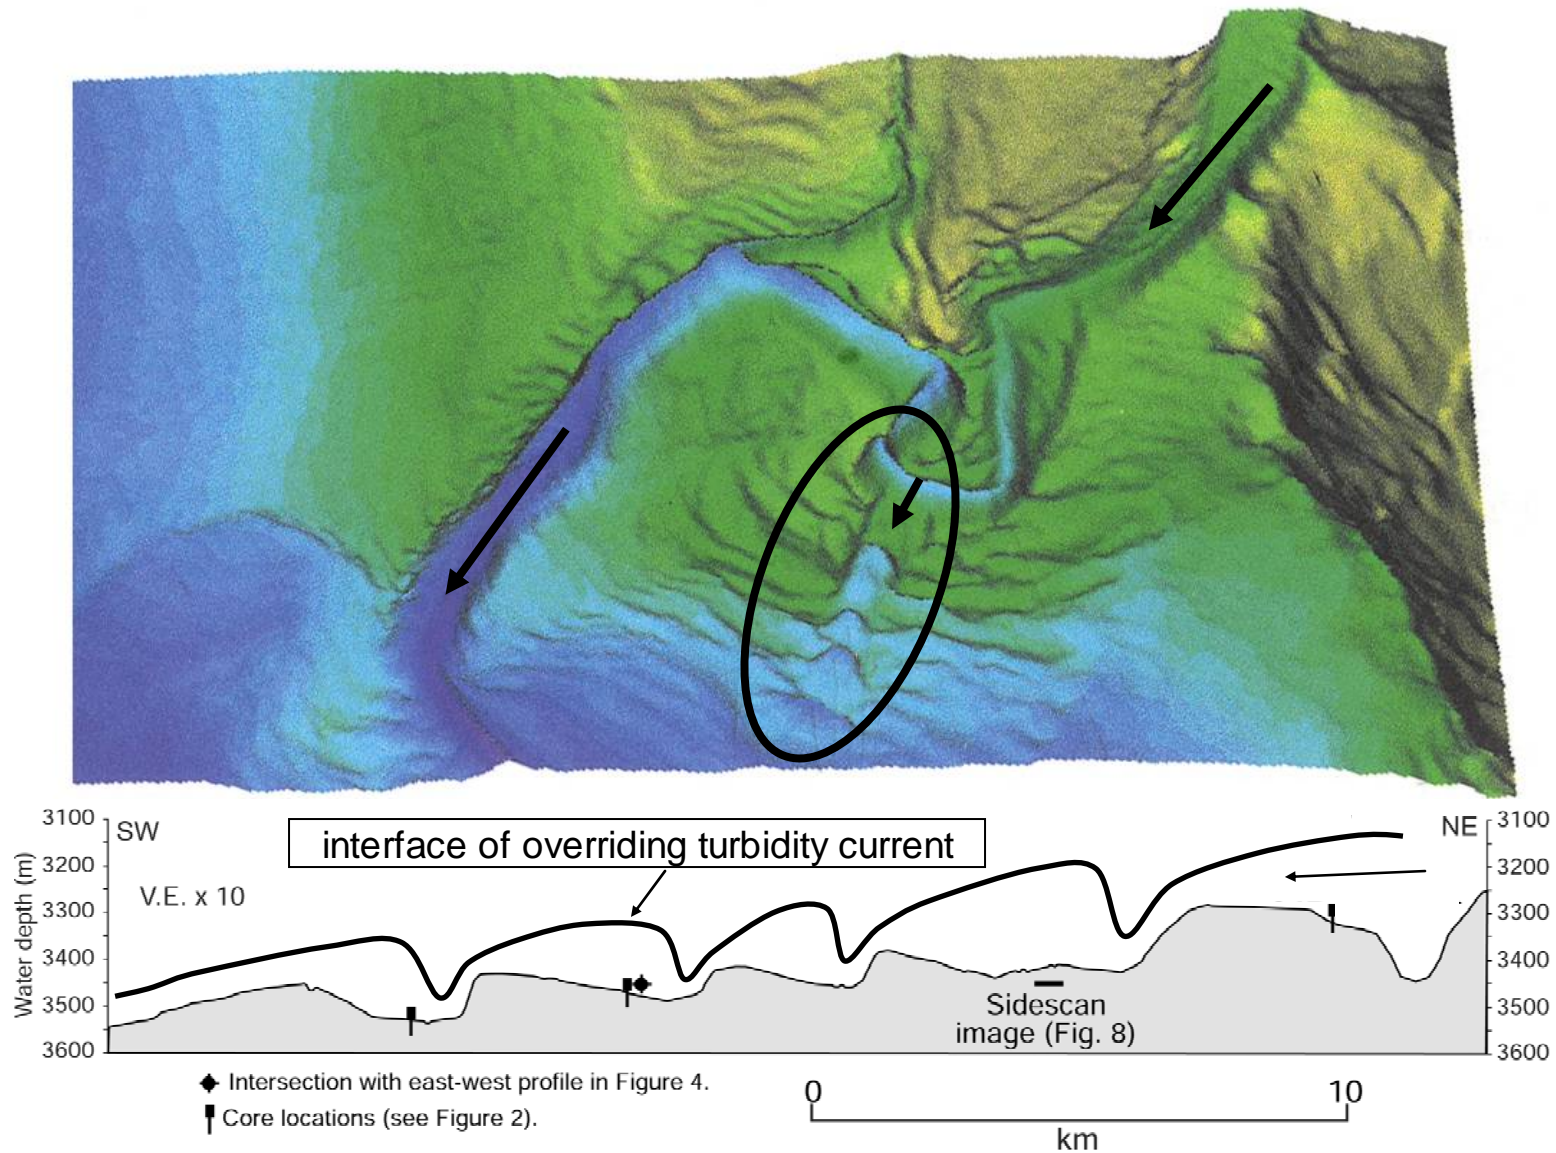 3100
3200
3300
3400
3500
3600
Water depth (m)
SW
V.E. x 10
interface of overriding turbidity current
NE
3100
3200
3300
3400
3500
3600
Sidescan
image (Fig. 8)
Intersection with east-west profile in Figure 4.
Core locations (see Figure 2).
0
10
km